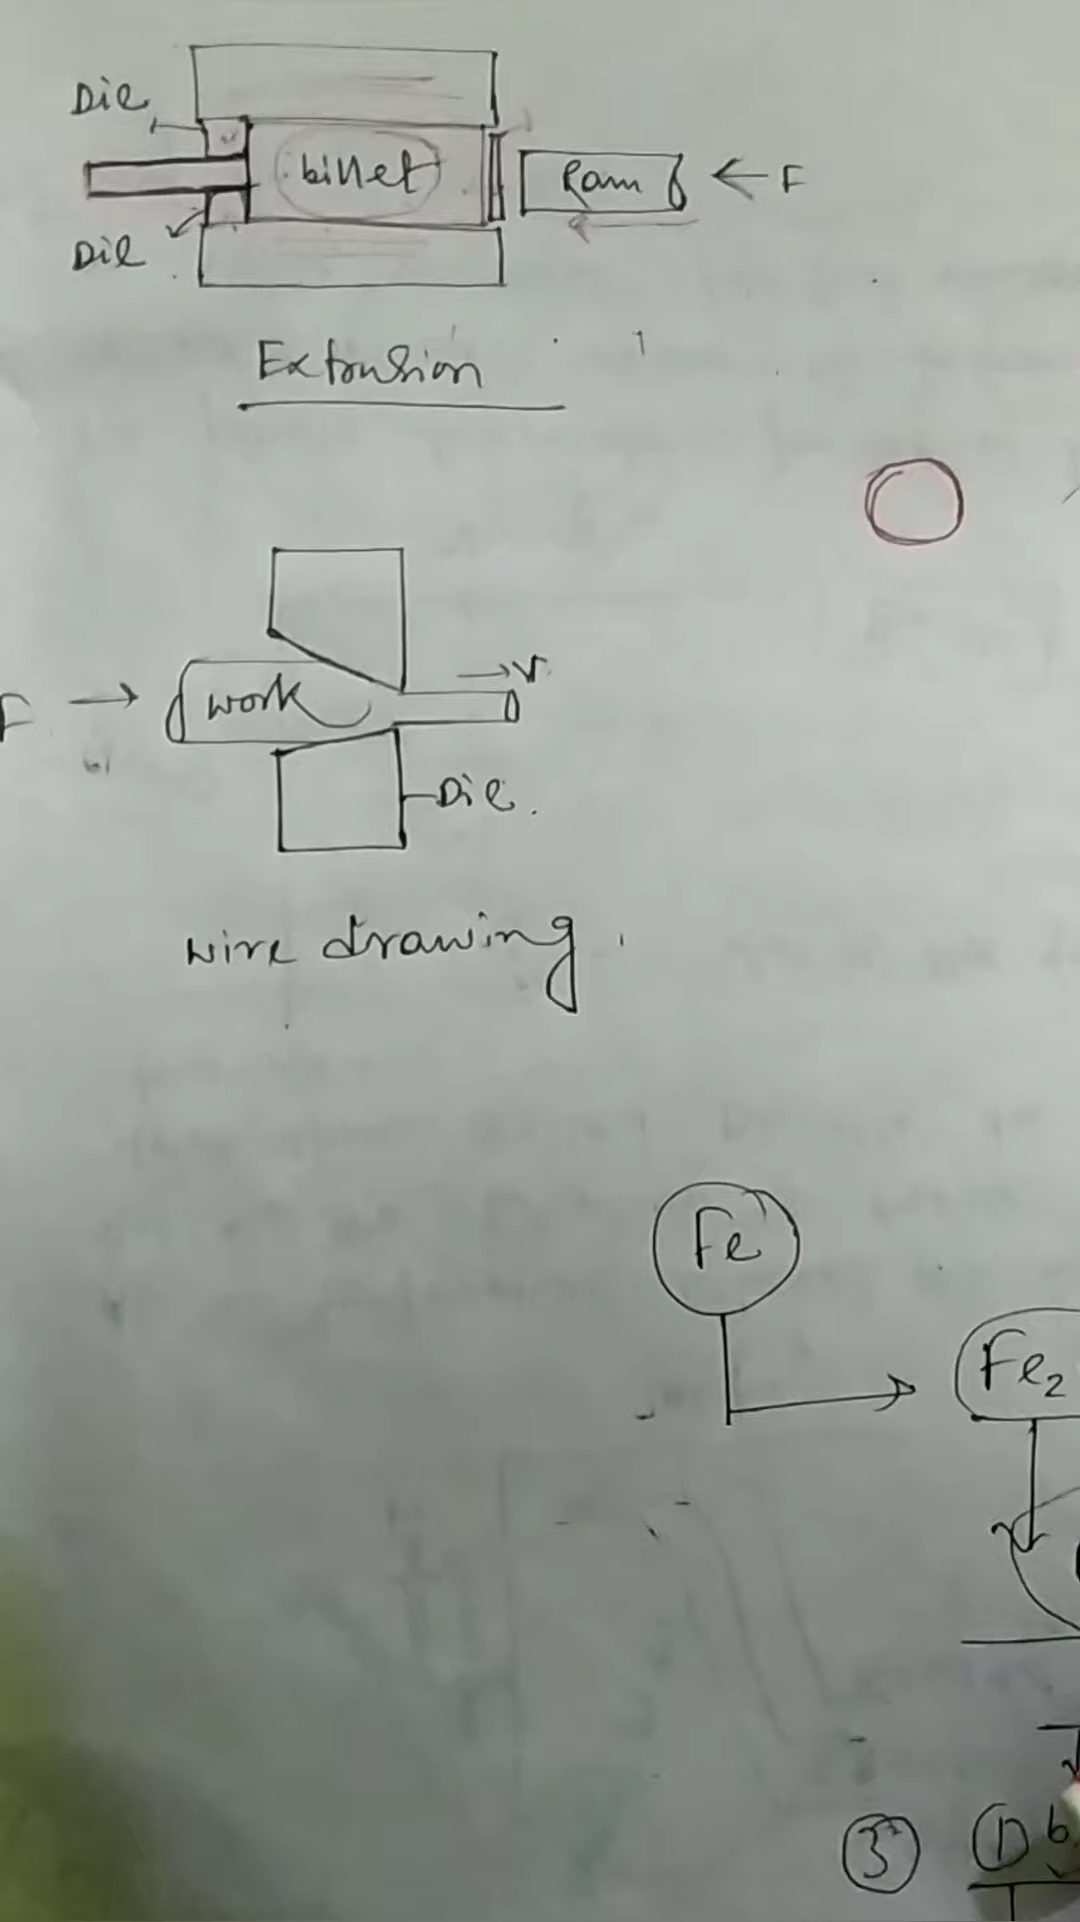 Die
billet
Ram
← F
Die
Extrusion
F →
work
→ V
Die.
wire drawing.
Fe
Fe2
3
1